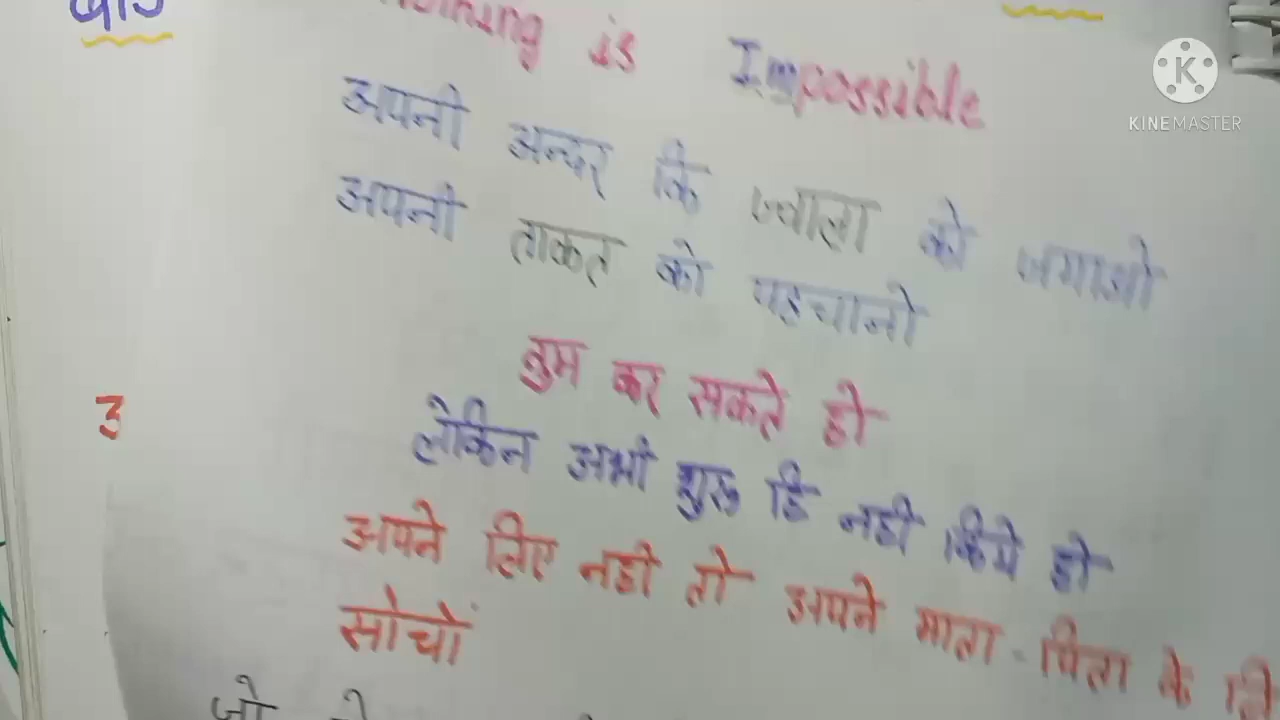 is Impossible
अपनी अन्दर कि ज्वाला को जगाओ
अपनी ताकत को पहचानो
तुम कर सकते हो
3
लेकिन अभी शुरू हि नही किये हो
अपने लिए नही तो अपने माता - पिता के
सोचों
जो
KINEMASTER